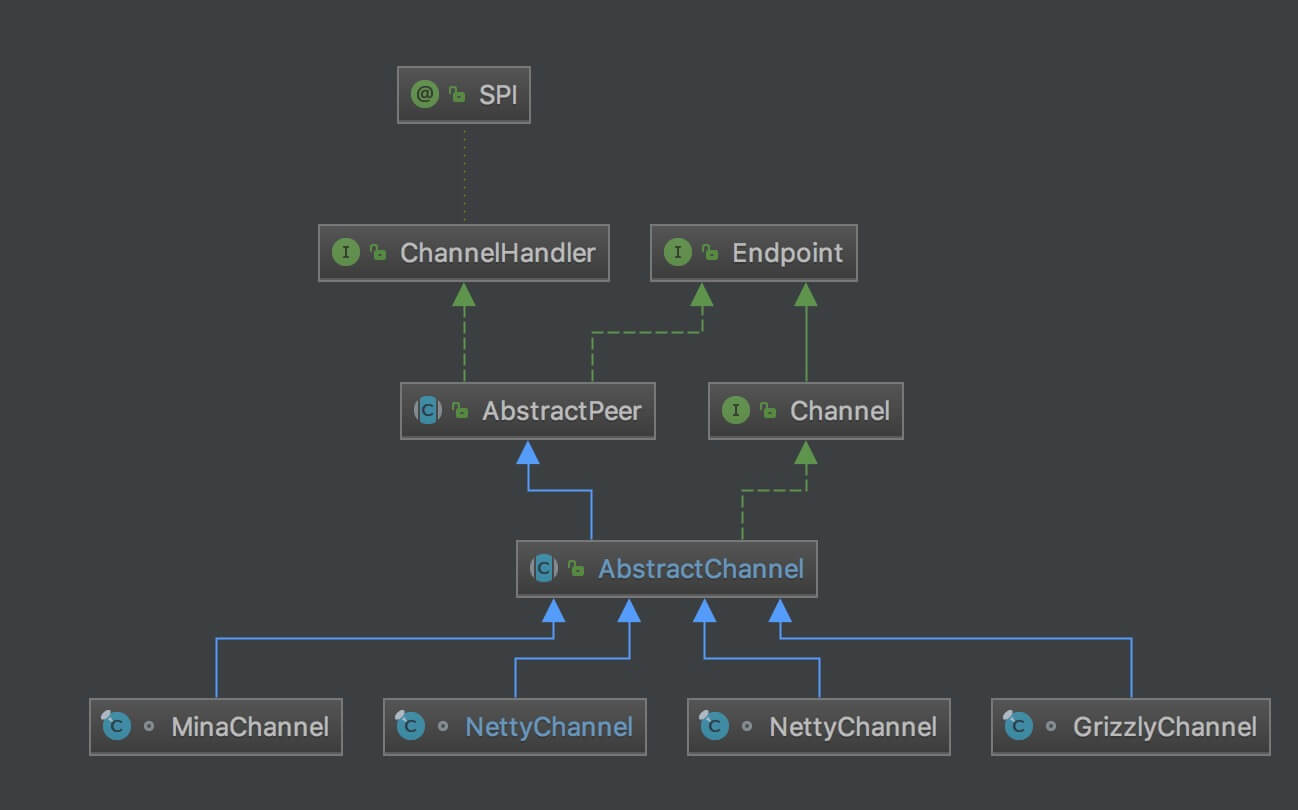 SPI
ChannelHandler
Endpoint
AbstractPeer
Channel
AbstractChannel
MinaChannel
NettyChannel
NettyChannel
GrizzlyChannel